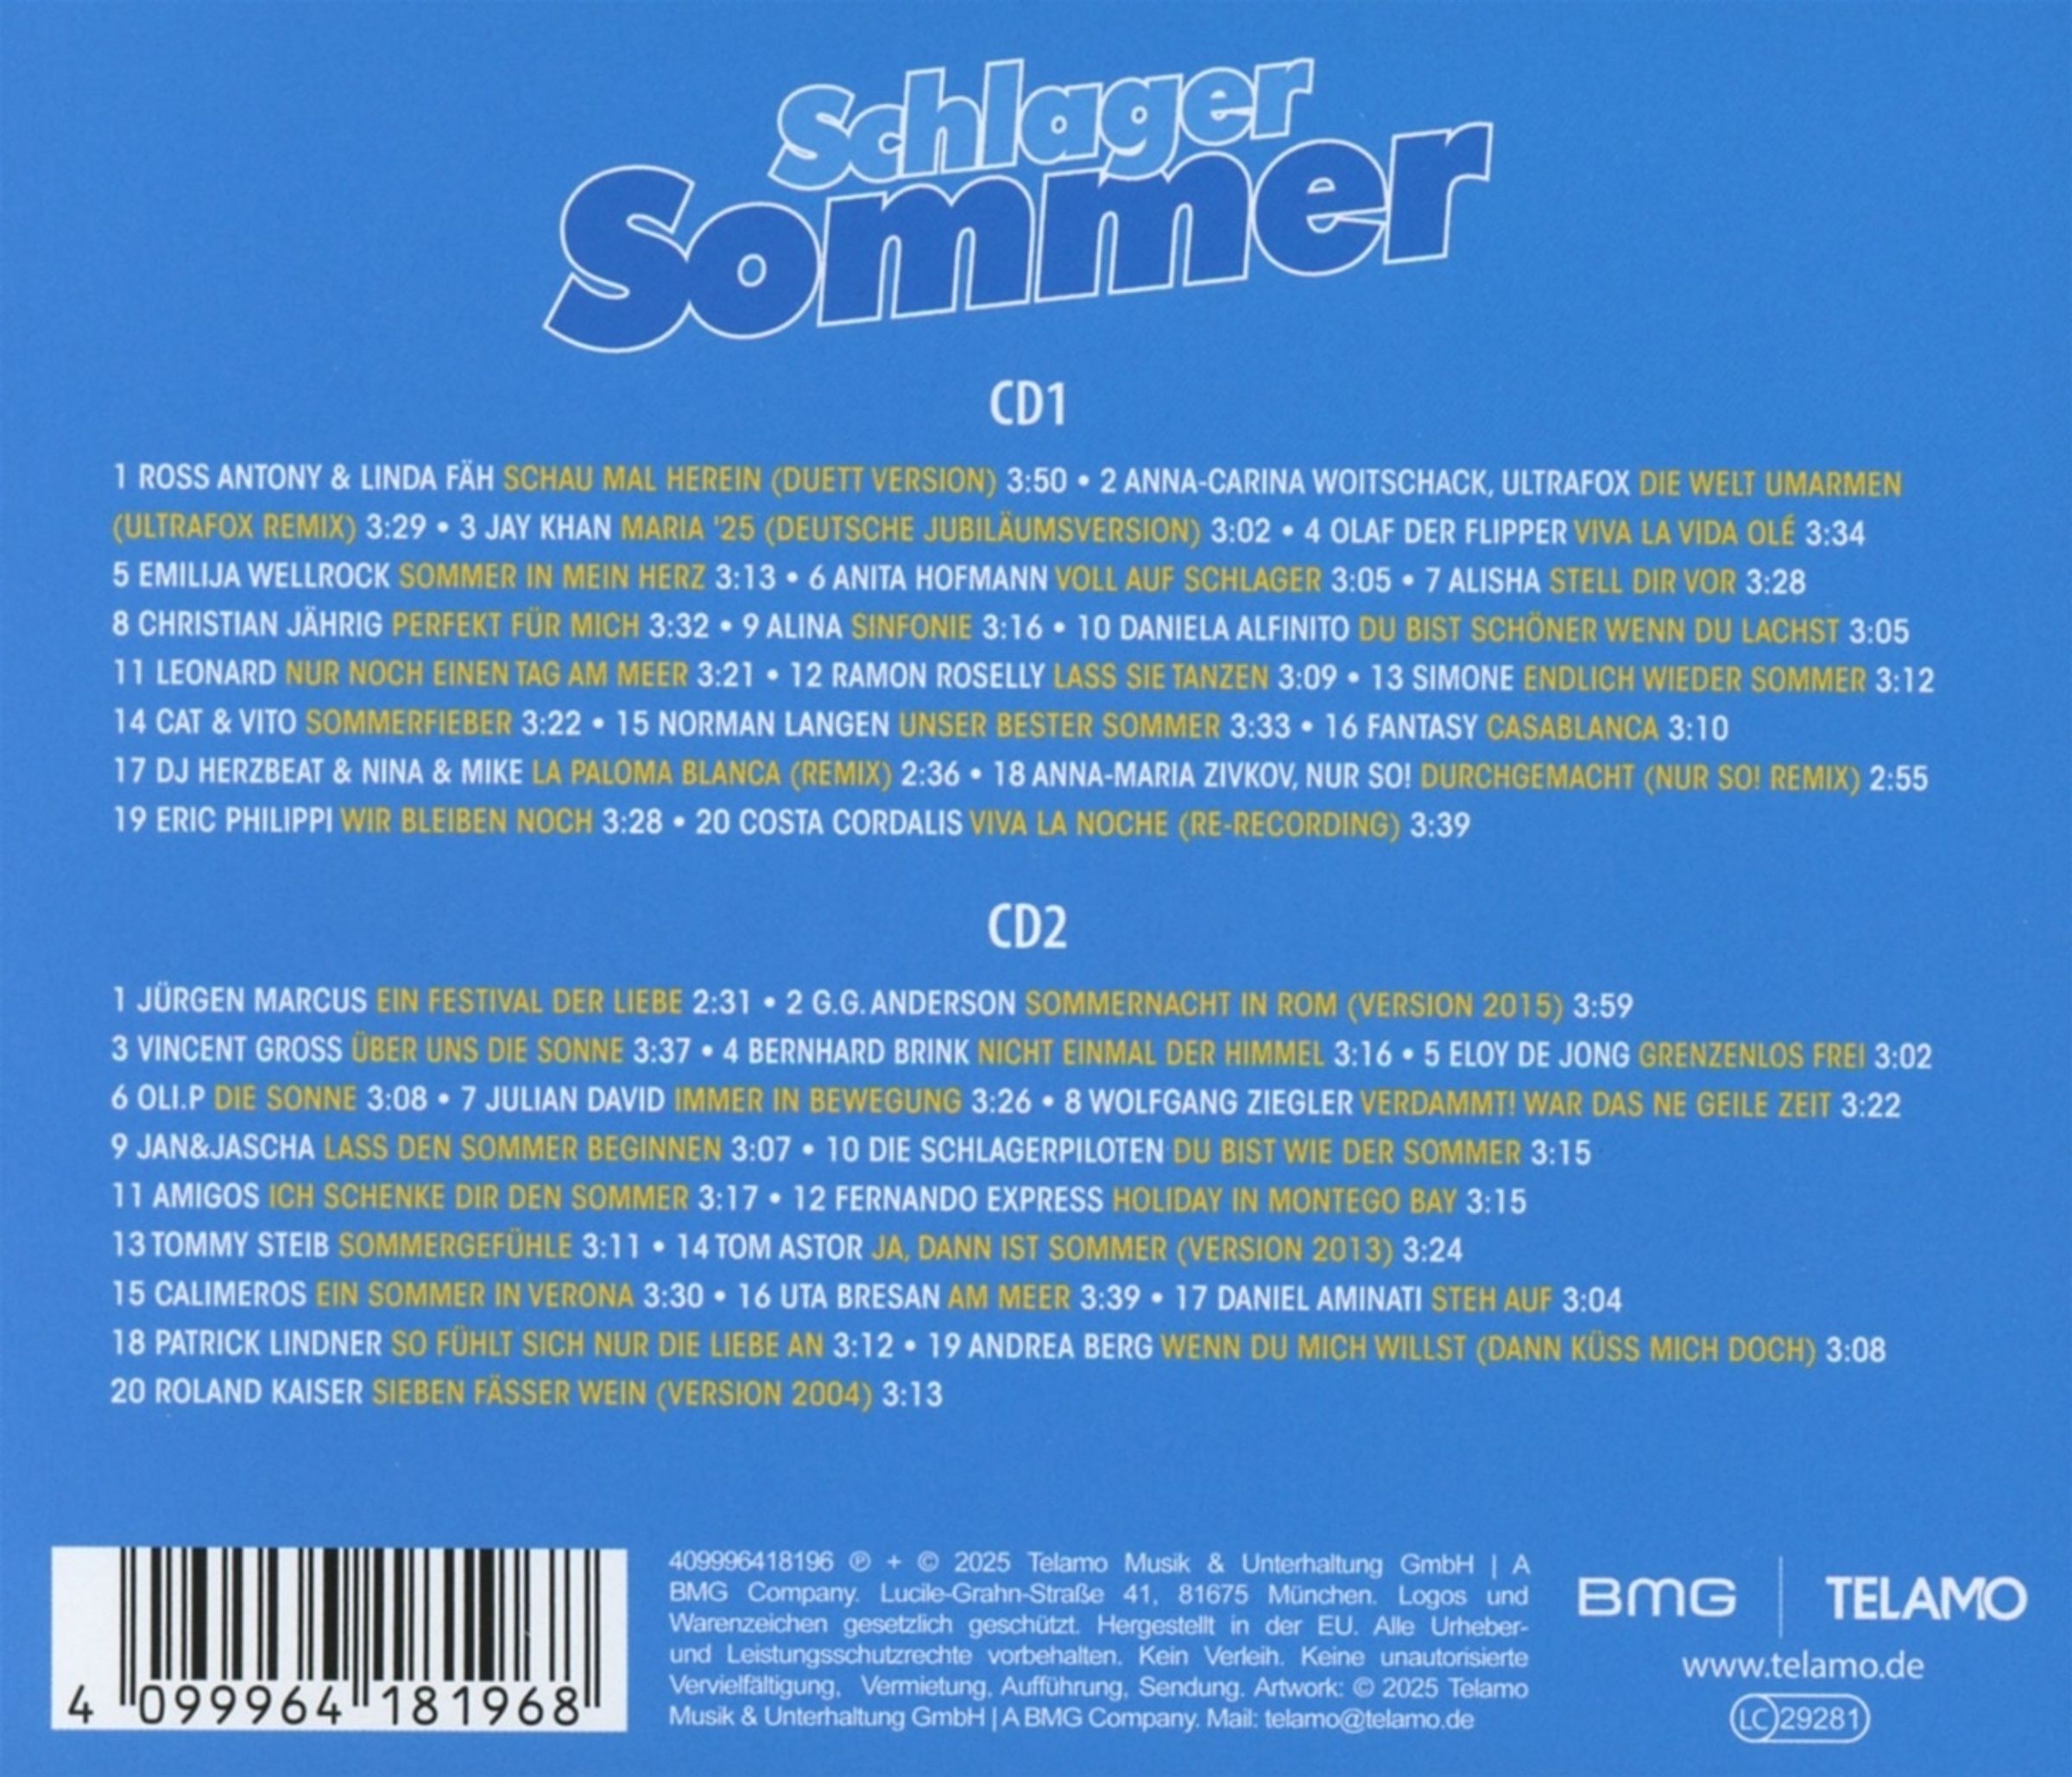 Schlager
Sommer
CD1
1 ROSS ANTONY & LINDA FÄH SCHAU MAL HEREIN (DUETT VERSION) 3:50 • 2 ANNA-CARINA WOITSCHACK, ULTRAFOX DIE WELT UMARMEN
(ULTRAFOX REMIX) 3:29 • 3 JAY KHAN MARIA '25 (DEUTSCHE JUBILÄUMSVERSION) 3:02 • 4 OLAF DER FLIPPER VIVA LA VIDA OLÉ 3:34
5 EMILIJA WELLROCK SOMMER IN MEIN HERZ 3:13 • 6 ANITA HOFMANN VOLL AUF SCHLAGER 3:05 • 7 ALISHA STELL DIR VOR 3:28
8 CHRISTIAN JÄHRIG PERFEKT FÜR MICH 3:32 • 9 ALINA SINFONIE 3:16 • 10 DANIELA ALFINITO DU BIST SCHÖNER WENN DU LACHST 3:05
11 LEONARD NUR NOCH EINEN TAG AM MEER 3:21 • 12 RAMON ROSELLY LASS SIE TANZEN 3:09 • 13 SIMONE ENDLICH WIEDER SOMMER 3:12
14 CAT & VITO SOMMERFIEBER 3:22 • 15 NORMAN LANGEN UNSER BESTER SOMMER 3:33 • 16 FANTASY CASABLANCA 3:10
17 DJ HERZBEAT & NINA & MIKE LA PALOMA BLANCA (REMIX) 2:36 • 18 ANNA-MARIA ZIVKOV, NUR SO! DURCHGEMACHT (NUR SO! REMIX) 2:55
19 ERIC PHILIPPI WIR BLEIBEN NOCH 3:28 • 20 COSTA CORDALIS VIVA LA NOCHE (RE-RECORDING) 3:39
CD2
1 JÜRGEN MARCUS EIN FESTIVAL DER LIEBE 2:31 • 2 G.G. ANDERSON SOMMERNACHT IN ROM (VERSION 2015) 3:59
3 VINCENT GROSS ÜBER UNS DIE SONNE 3:37 • 4 BERNHARD BRINK NICHT EINMAL DER HIMMEL 3:16 • 5 ELOY DE JONG GRENZENLOS FREI 3:02
6 OLI.P DIE SONNE 3:08 • 7 JULIAN DAVID IMMER IN BEWEGUNG 3:26 • 8 WOLFGANG ZIEGLER VERDAMMT! WAR DAS NE GEILE ZEIT 3:22
9 JAN&JASCHA LASS DEN SOMMER BEGINNEN 3:07 • 10 DIE SCHLAGERPILOTEN DU BIST WIE DER SOMMER 3:15
11 AMIGOS ICH SCHENKE DIR DEN SOMMER 3:17 • 12 FERNANDO EXPRESS HOLIDAY IN MONTEGO BAY 3:15
13 TOMMY STEIB SOMMERGEFÜHLE 3:11 • 14 TOM ASTOR JA, DANN IST SOMMER (VERSION 2013) 3:24
15 CALIMEROS EIN SOMMER IN VERONA 3:30 • 16 UTA BRESAN AM MEER 3:39 • 17 DANIEL AMINATI STEH AUF 3:04
18 PATRICK LINDNER SO FÜHLT SICH NUR DIE LIEBE AN 3:12 • 19 ANDREA BERG WENN DU MICH WILLST (DANN KÜSS MICH DOCH) 3:08
20 ROLAND KAISER SIEBEN FÄSSER WEIN (VERSION 2004) 3:13
4 099964 181968
409996418196 ℗ + © 2025 Telamo Musik & Unterhaltung GmbH | A
BMG Company. Lucile-Grahn-Straße 41, 81675 München. Logos und
Warenzeichen gesetzlich geschützt. Hergestellt in der EU. Alle Urheber-
und Leistungsschutzrechte vorbehalten. Kein Verleih. Keine unautorisierte
Vervielfältigung, Vermietung, Aufführung, Sendung. Artwork: © 2025 Telamo
Musik & Unterhaltung GmbH | A BMG Company. Mail: telamo@telamo.de
BMG | TELAMO
www.telamo.de
LC 29281